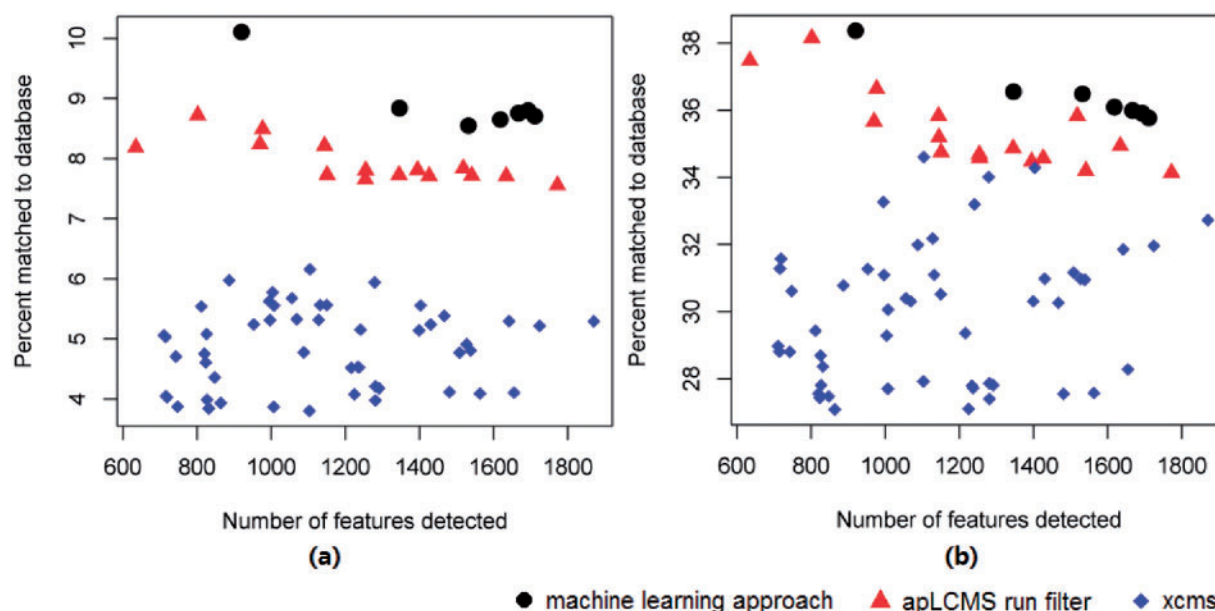 Percent matched to database
10
9
8
7
6
5
4
600 800 1000 1200 1400 1600 1800
Number of features detected
(a)
Percent matched to database
38
36
34
32
30
28
600 800 1000 1200 1400 1600 1800
Number of features detected
(b)
machine learning approach apLCMS run filter xcms